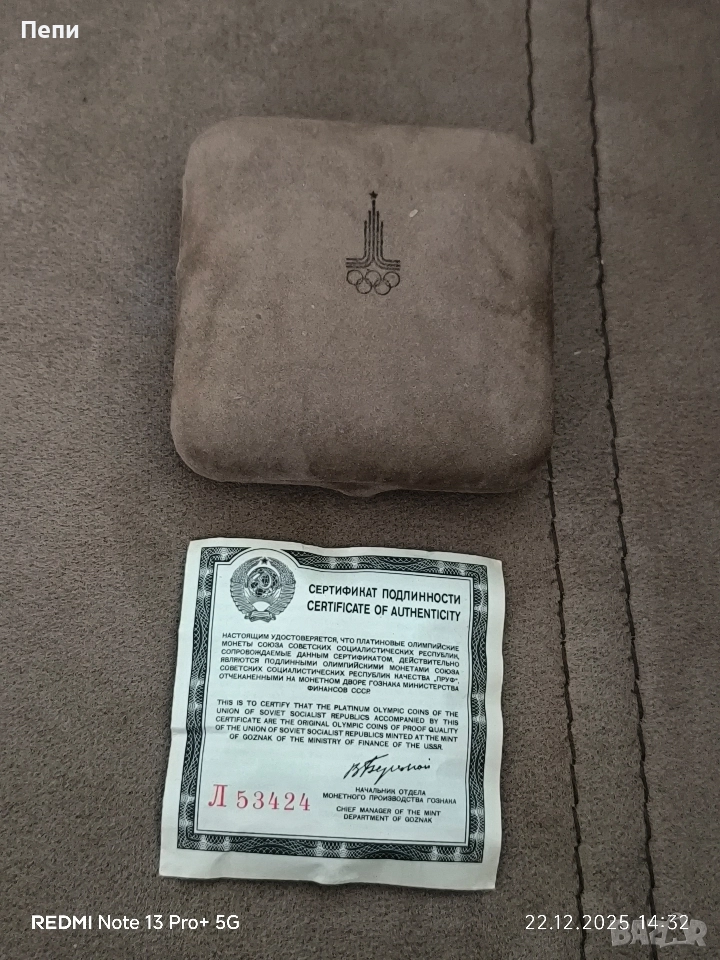 Пепи
СЕРТИФИКАТ ПОДЛИННОСТИ
CERTIFICATE OF AUTHENTICITY
НАСТОЯЩИМ УДОСТОВЕРЯЕТСЯ, ЧТО ПЛАТИНОВЫЕ ОЛИМПИЙСКИЕ
МОНЕТЫ СОЮЗА СОВЕТСКИХ СОЦИАЛИСТИЧЕСКИХ РЕСПУБЛИК,
СОПРОВОЖДАЕМЫЕ ДАННЫМ СЕРТИФИКАТОМ, ДЕЙСТВИТЕЛЬНО
ЯВЛЯЮТСЯ ПОДЛИННЫМИ ОЛИМПИЙСКИМИ МОНЕТАМИ СОЮЗА
СОВЕТСКИХ СОЦИАЛИСТИЧЕСКИХ РЕСПУБЛИК КАЧЕСТВА „ПРУФ“,
ОТЧЕКАНЕННЫМИ НА МОНЕТНОМ ДВОРЕ ГОЗНАКА МИНИСТЕРСТВА
ФИНАНСОВ СССР.
THIS IS TO CERTIFY THAT THE PLATINUM OLYMPIC COINS OF THE
UNION OF SOVIET SOCIALIST REPUBLICS ACCOMPANIED BY THIS
CERTIFICATE ARE THE ORIGINAL OLYMPIC COINS OF PROOF QUALITY
OF THE UNION OF SOVIET SOCIALIST REPUBLICS MINTED AT THE MINT
OF GOZNAK OF THE MINISTRY OF FINANCE OF THE U.S.S.R.
НАЧАЛЬНИК ОТДЕЛА
МОНЕТНОГО ПРОИЗВОДСТВА ГОЗНАКА
Л 53424
CHIEF MANAGER OF THE MINT
DEPARTMENT OF GOZNAK
REDMI Note 13 Pro+ 5G
22.12.2025 14:32
BAZAR